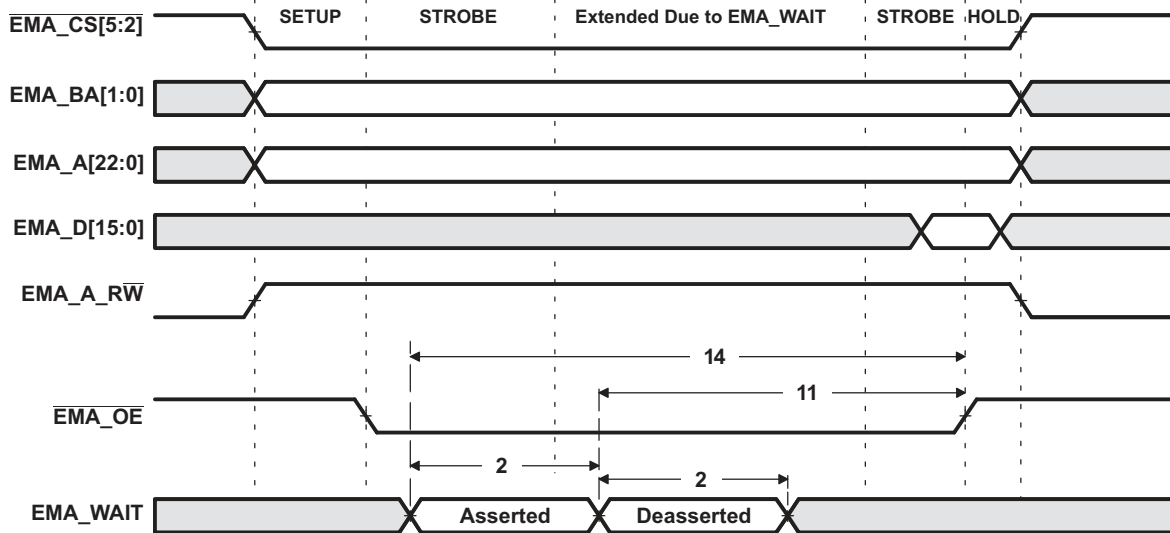 SETUP STROBE Extended Due to EMA_WAIT STROBE HOLD
EMA_CS[5:2]
EMA_BA[1:0]
EMA_A[22:0]
EMA_D[15:0]
EMA_A_RW
14
11
EMA_OE
2
2
EMA_WAIT Asserted Deasserted